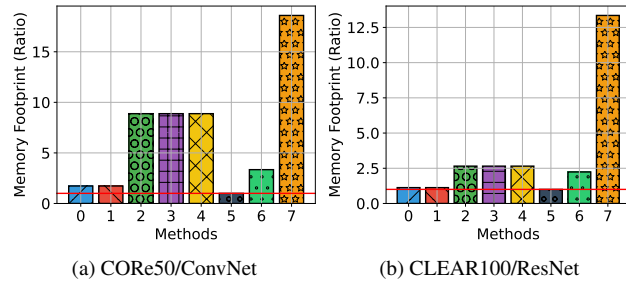 Memory Footprint (Ratio)
15
10
5
0
0 1 2 3 4 5 6 7
Methods
(a) CORe50/ConvNet
Memory Footprint (Ratio)
12.5
10.0
7.5
5.0
2.5
0.0
0 1 2 3 4 5 6 7
Methods
(b) CLEAR100/ResNet